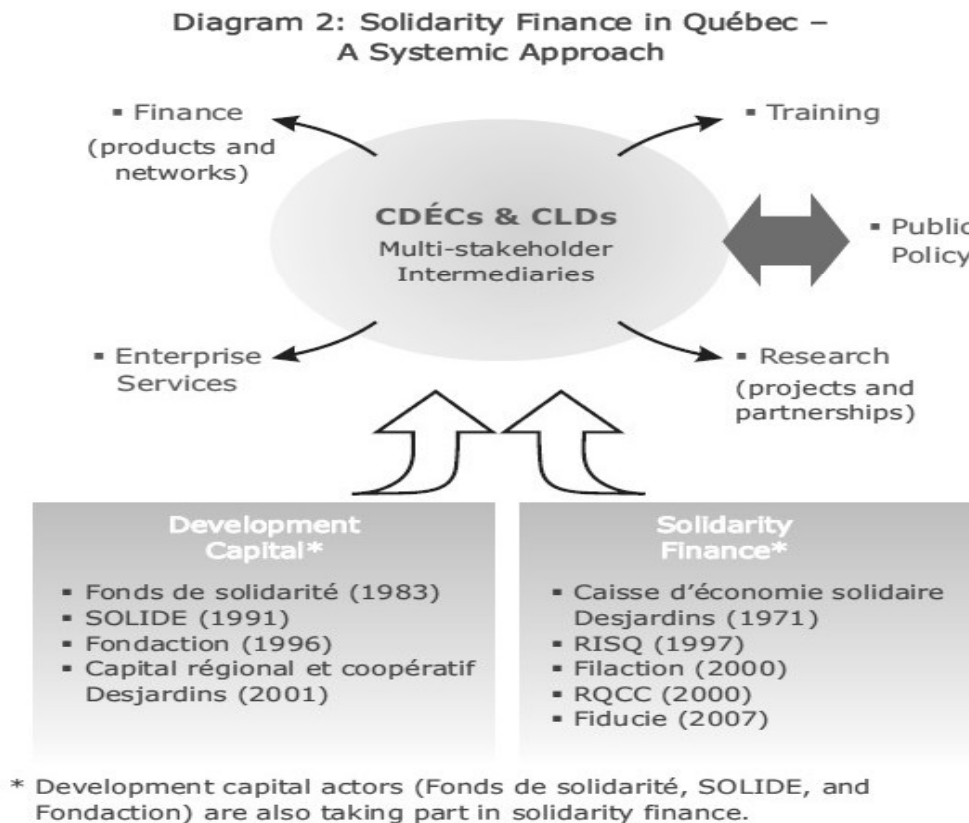 Diagram 2: Solidarity Finance in Québec –
A Systemic Approach
▪ Finance
(products and
networks)
▪ Training
CDÉCs & CLDs
Multi-stakeholder
Intermediaries
▪ Public
Policy
▪ Enterprise
Services
▪ Research
(projects and
partnerships)
Development
Capital*
▪ Fonds de solidarité (1983)
▪ SOLIDE (1991)
▪ Fondaction (1996)
▪ Capital régional et coopératif
Desjardins (2001)
Solidarity
Finance*
▪ Caisse d'économie solidaire
Desjardins (1971)
▪ RISQ (1997)
▪ Filaction (2000)
▪ RQCC (2000)
▪ Fiducie (2007)
* Development capital actors (Fonds de solidarité, SOLIDE, and
Fondaction) are also taking part in solidarity finance.